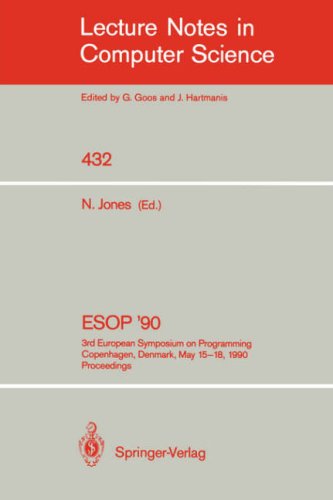 Lecture Notes in
Computer Science
Edited by G. Goos and J. Hartmanis
432
N. Jones (Ed.)
ESOP '90
3rd European Symposium on Programming
Copenhagen, Denmark, May 15–18, 1990
Proceedings
Springer-Verlag